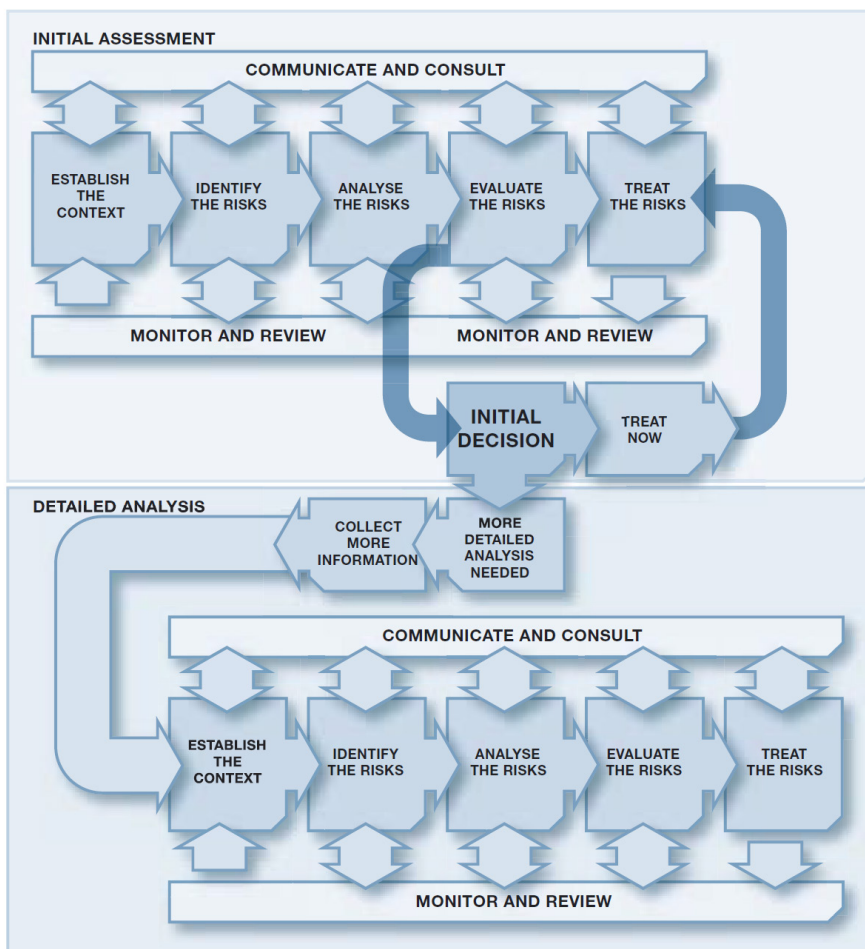 INITIAL ASSESSMENT
COMMUNICATE AND CONSULT
ESTABLISH
THE
CONTEXT
IDENTIFY
THE RISKS
ANALYSE
THE RISKS
EVALUATE
THE RISKS
TREAT
THE RISKS
MONITOR AND REVIEW
MONITOR AND REVIEW
INITIAL
DECISION
TREAT
NOW
DETAILED ANALYSIS
COLLECT
MORE
INFORMATION
MORE
DETAILED
ANALYSIS
NEEDED
COMMUNICATE AND CONSULT
ESTABLISH
THE
CONTEXT
IDENTIFY
THE RISKS
ANALYSE
THE RISKS
EVALUATE
THE RISKS
TREAT
THE RISKS
MONITOR AND REVIEW